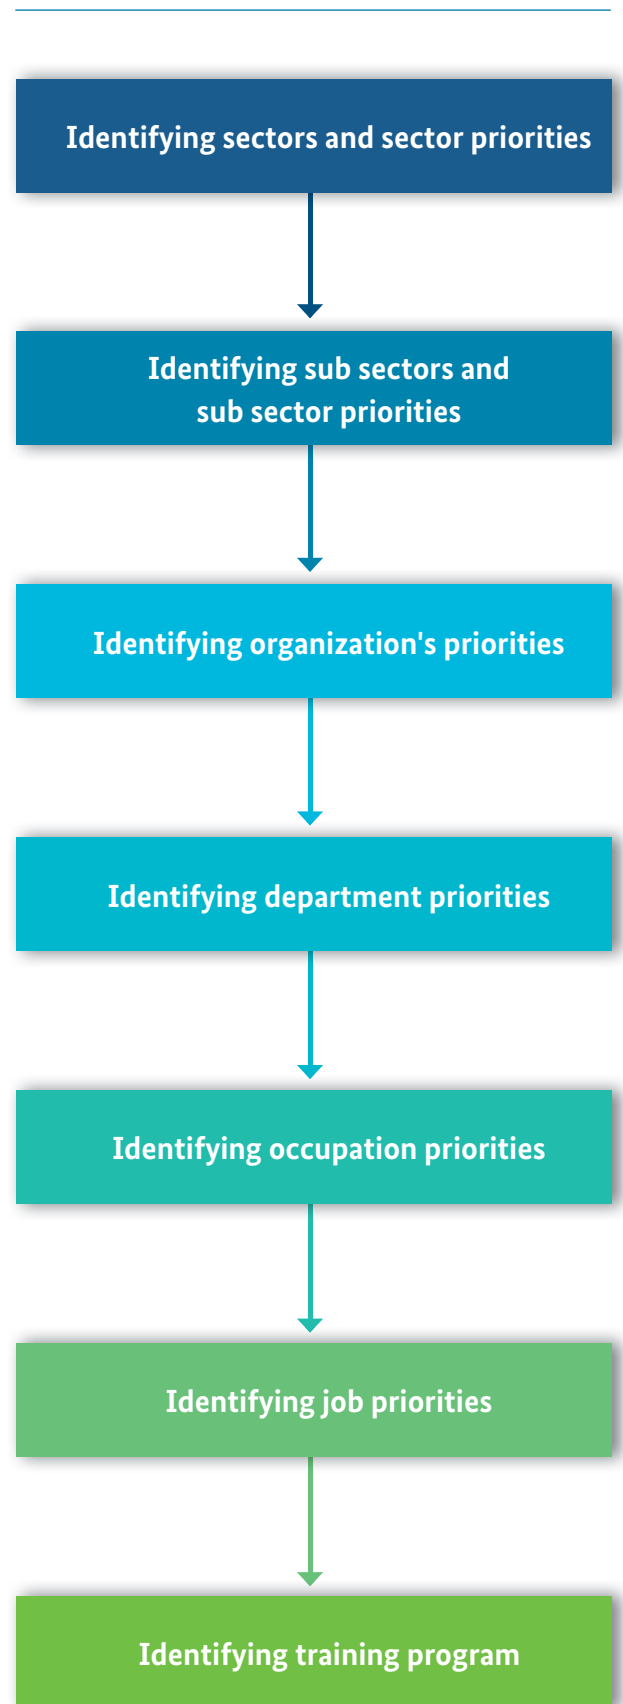 Identifying sectors and sector priorities
Identifying sub sectors and
sub sector priorities
Identifying organization's priorities
Identifying department priorities
Identifying occupation priorities
Identifying job priorities
Identifying training program